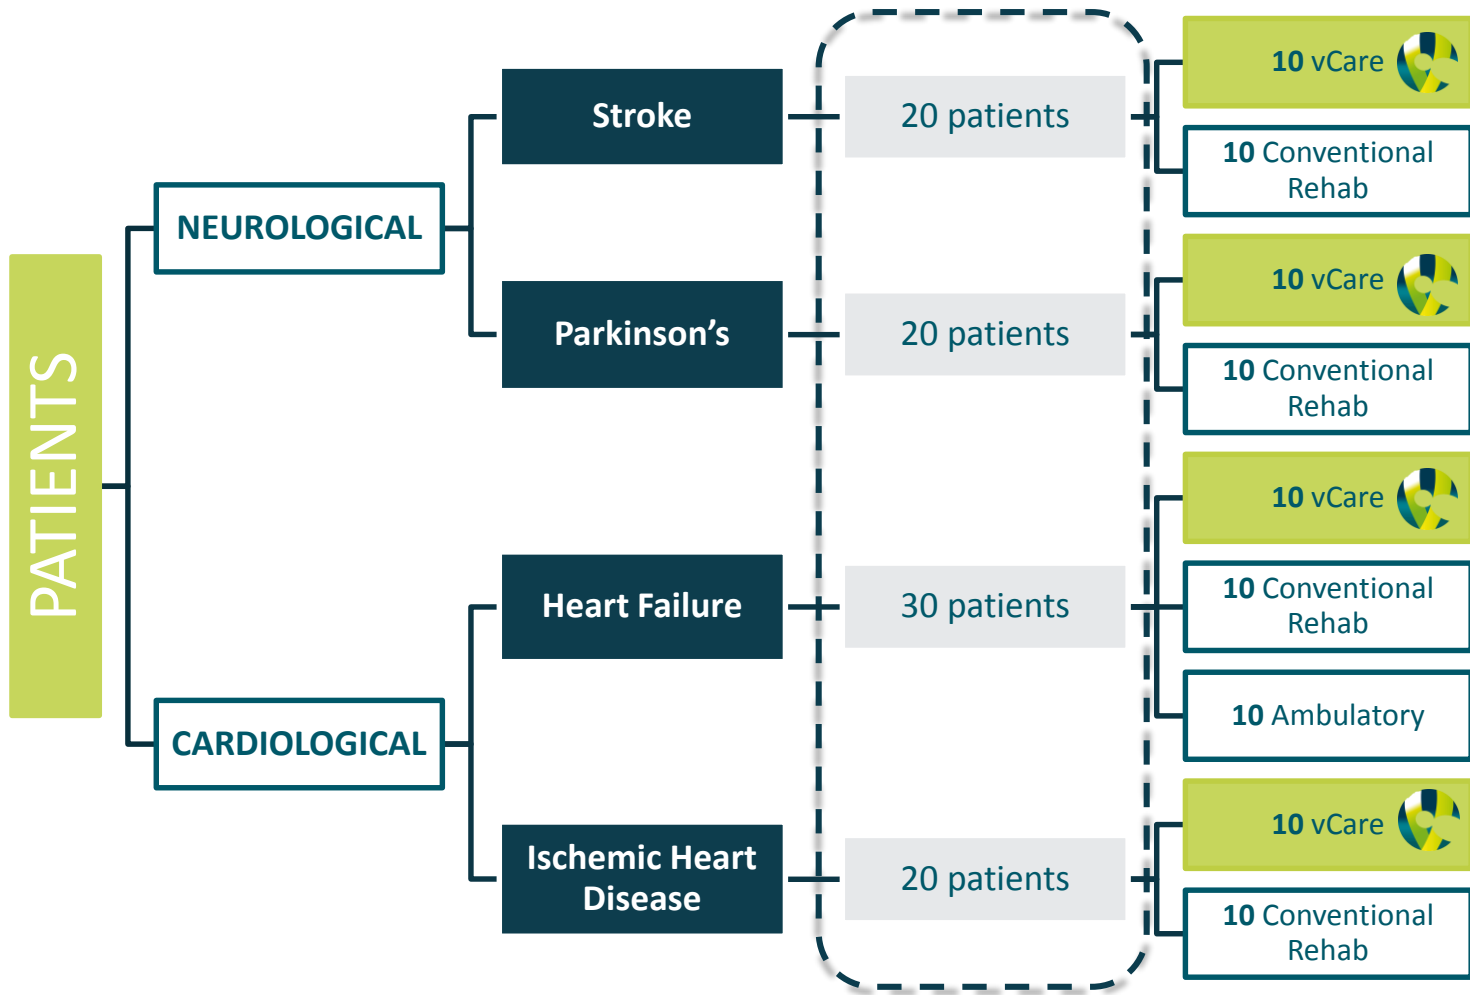 PATIENTS
NEUROLOGICAL
Stroke
20 patients
10 vCare
10 Conventional
Rehab
Parkinson’s
20 patients
10 vCare
10 Conventional
Rehab
CARDIOLOGICAL
Heart Failure
30 patients
10 vCare
10 Conventional
Rehab
10 Ambulatory
Ischemic Heart
Disease
20 patients
10 vCare
10 Conventional
Rehab